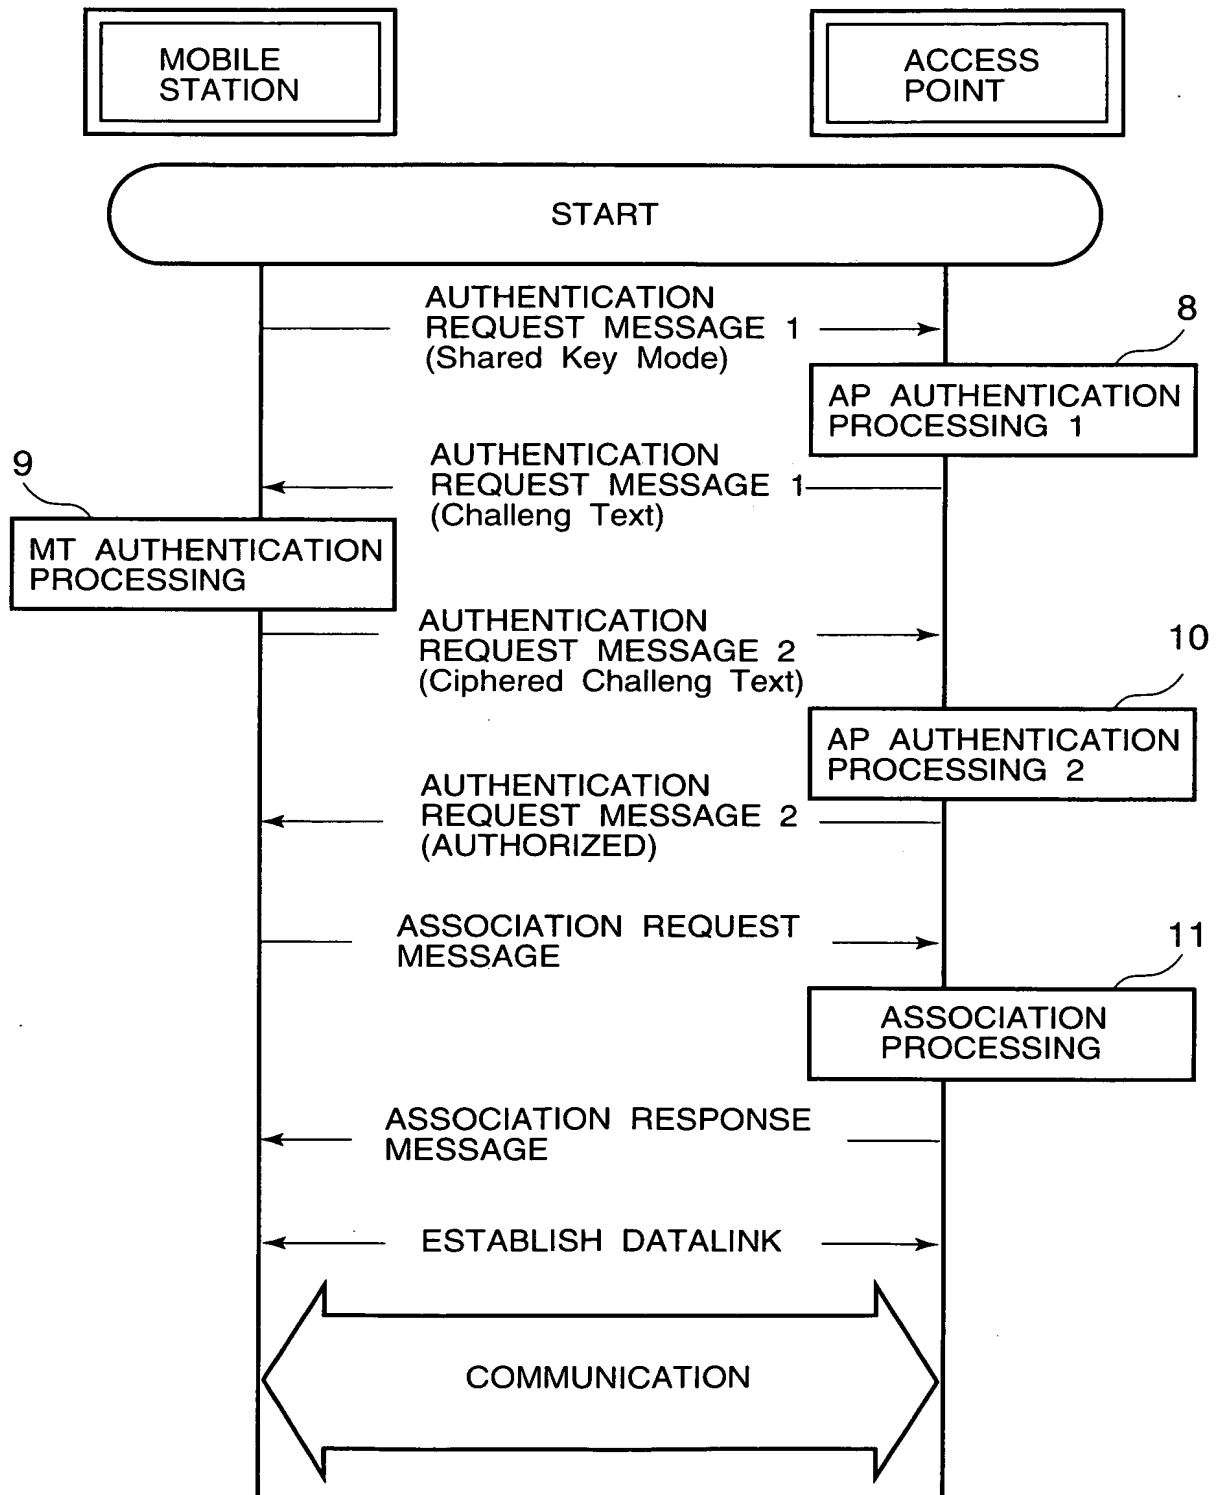 MOBILE
STATION
ACCESS
POINT
START
AUTHENTICATION
REQUEST MESSAGE 1
(Shared Key Mode)
8
AP AUTHENTICATION
PROCESSING 1
AUTHENTICATION
REQUEST MESSAGE 1
(Challeng Text)
9
MT AUTHENTICATION
PROCESSING
AUTHENTICATION
REQUEST MESSAGE 2
(Ciphered Challeng Text)
10
AP AUTHENTICATION
PROCESSING 2
AUTHENTICATION
REQUEST MESSAGE 2
(AUTHORIZED)
ASSOCIATION REQUEST
MESSAGE
11
ASSOCIATION
PROCESSING
ASSOCIATION RESPONSE
MESSAGE
ESTABLISH DATALINK
COMMUNICATION